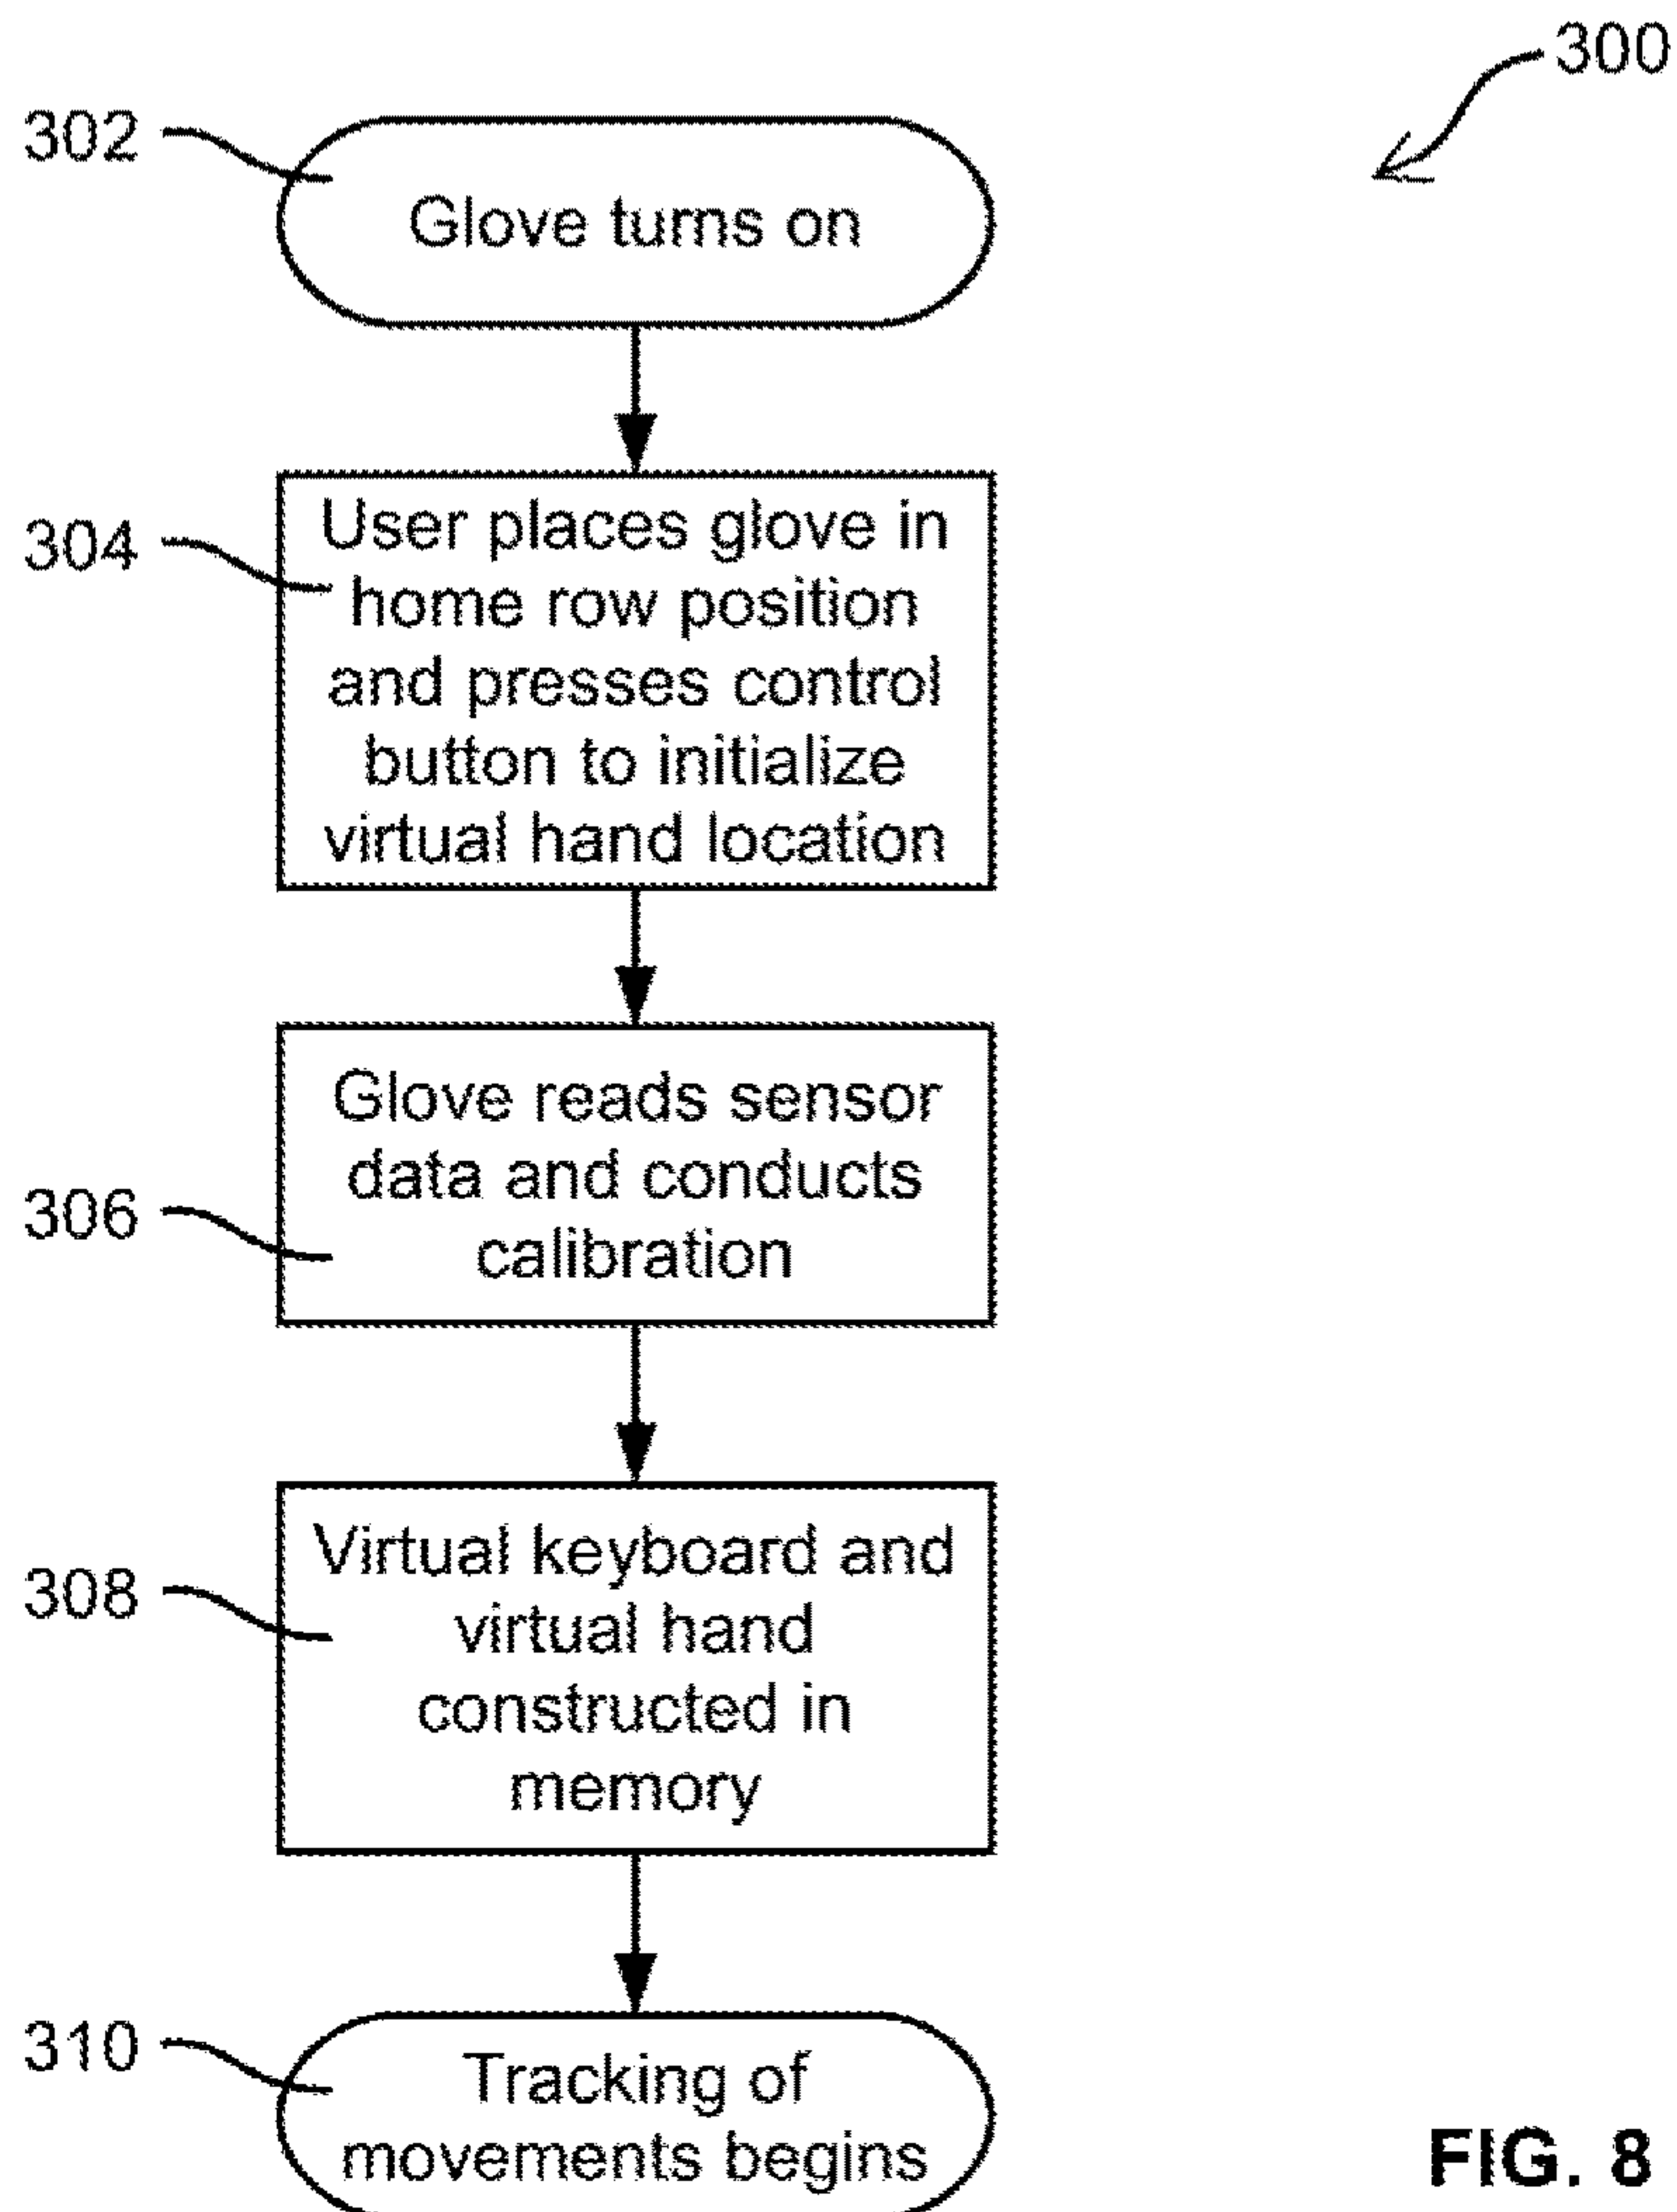 300
302
Glove turns on
304
User places glove in
home row position
and presses control
button to initialize
virtual hand location
306
Glove reads sensor
data and conducts
calibration
308
Virtual keyboard and
virtual hand
constructed in
memory
310
Tracking of
movements begins
FIG. 8